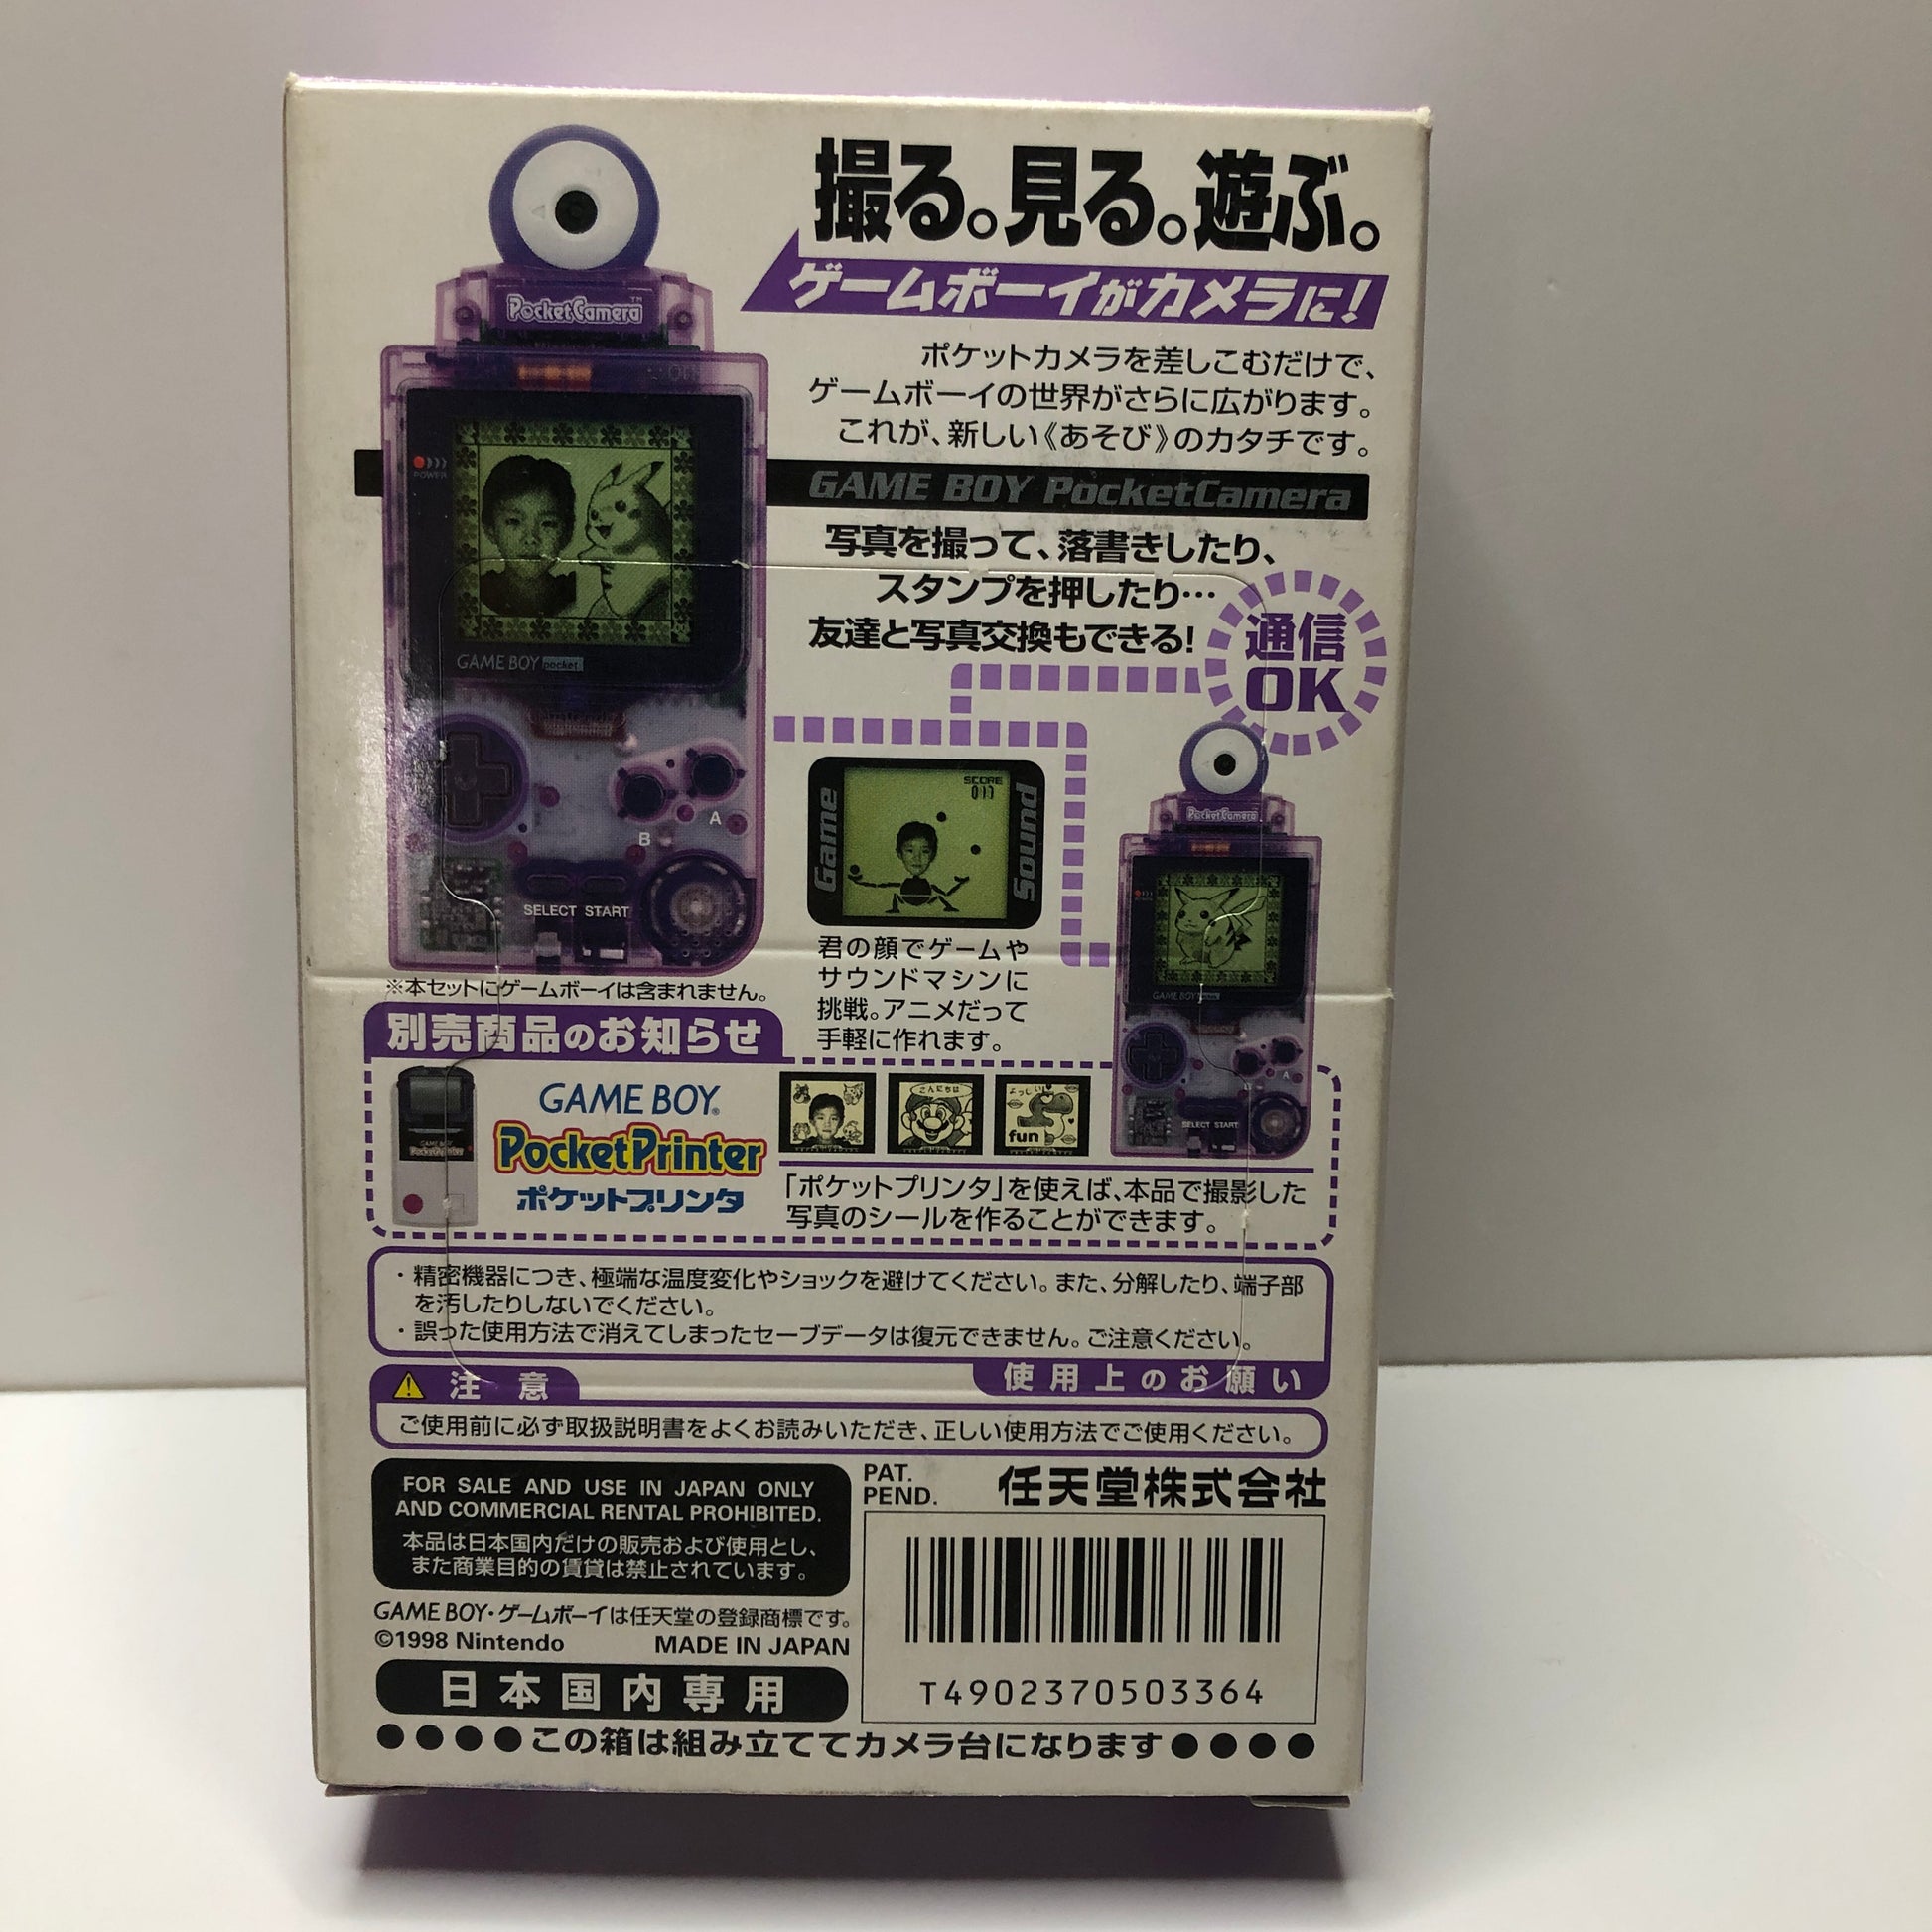 撮る。見る。遊ぶ。
ゲームボーイがカメラに!
PocketCamera™
ポケットカメラを差しこむだけで、
ゲームボーイの世界がさらに広がります。
これが、新しい《あそび》のカタチです。
GAME BOY PocketCamera
POWER
写真を撮って、落書きしたり、
スタンプを押したり…
友達と写真交換もできる!
通信
OK
GAME BOY pocket
B
A
SELECT START
Game
SCORE
Sound
PocketCamera
君の顔でゲームや
サウンドマシンに
挑戦。アニメだって
手軽に作れます。
GAME BOY
A
SELECT START
※本セットにゲームボーイは含まれません。
別売商品のお知らせ
GAME BOY
PocketPrinter
GAME BOY®
PocketPrinter
ポケットプリンタ
こんにちは
よっしぃ!
fun
「ポケットプリンタ」を使えば、本品で撮影した
写真のシールを作ることができます。
・精密機器につき、極端な温度変化やショックを避けてください。また、分解したり、端子部
を汚したりしないでください。
・誤った使用方法で消えてしまったセーブデータは復元できません。ご注意ください。
使用上のお願い
注意
ご使用前に必ず取扱説明書をよくお読みいただき、正しい使用方法でご使用ください。
FOR SALE AND USE IN JAPAN ONLY
AND COMMERCIAL RENTAL PROHIBITED.
本品は日本国内だけの販売および使用とし、
また商業目的の賃貸は禁止されています。
PAT.
PEND.
任天堂株式会社
GAME BOY・ゲームボーイは任天堂の登録商標です。
©1998 Nintendo
MADE IN JAPAN
日本国内専用
T4902370503364
●●●●この箱は組み立ててカメラ台になります●●●●